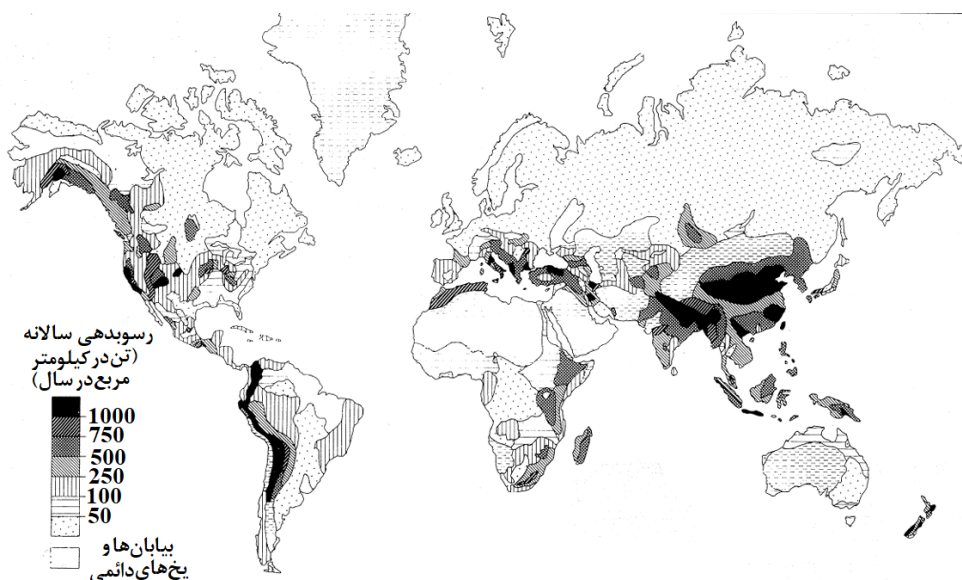 رسوبدهی سالانه
(تن در کیلومتر
مربع در سال)
1000
750
500
250
100
50
بیابان‌ها و
یخ‌های دائمی